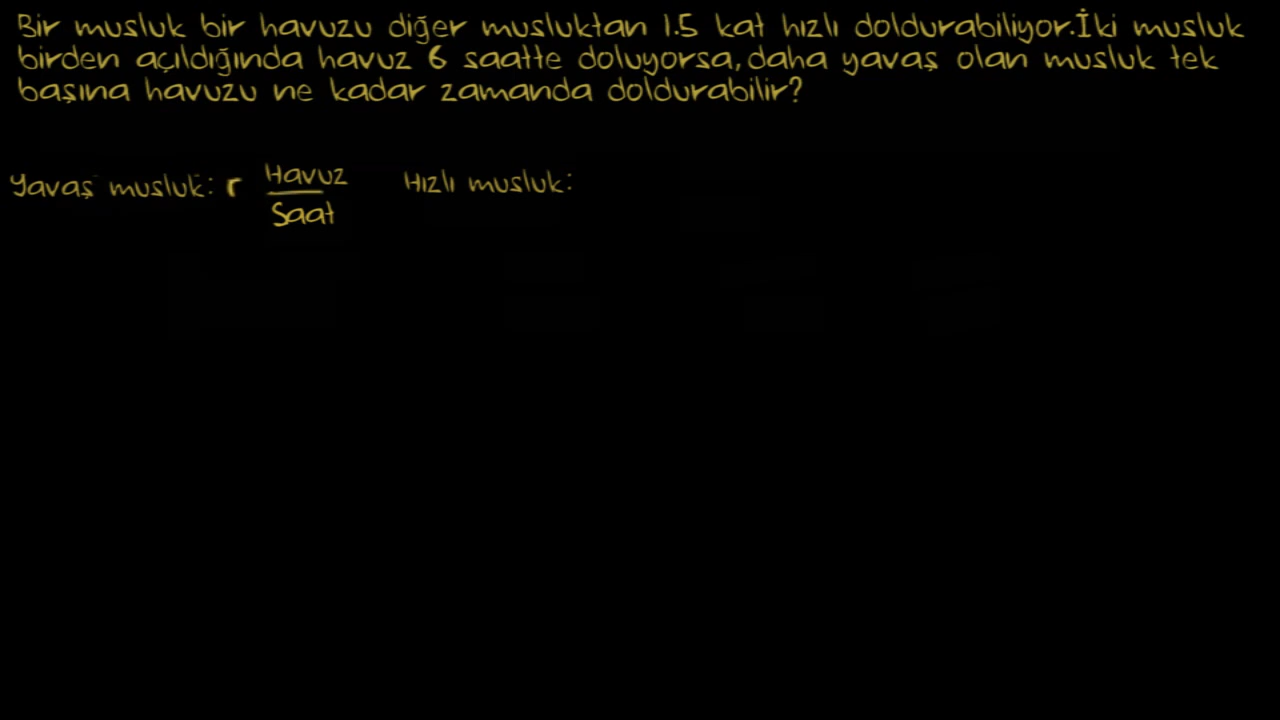 Bir musluk bir havuzu diğer musluktan 1.5 kat hızlı doldurabiliyor.İki musluk
birden açıldığında havuz 6 saatte doluyorsa, daha yavaş olan musluk tek
başına havuzu ne kadar zamanda doldurabilir?
Yavaş musluk: r Havuz / Saat Hızlı musluk: